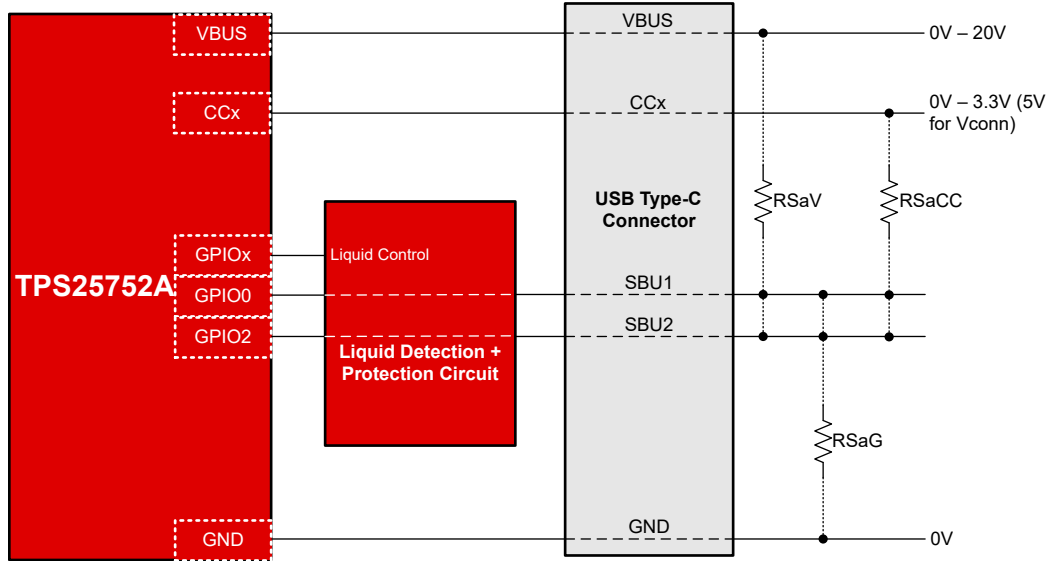 VBUS
VBUS
0V – 20V
CCx
CCx
0V – 3.3V (5V
for Vconn)
USB Type-C
Connector
RSaV
RSaCC
GPIOx
Liquid Control
TPS25752A
GPIO0
SBU1
GPIO2
SBU2
Liquid Detection +
Protection Circuit
RSaG
GND
GND
0V